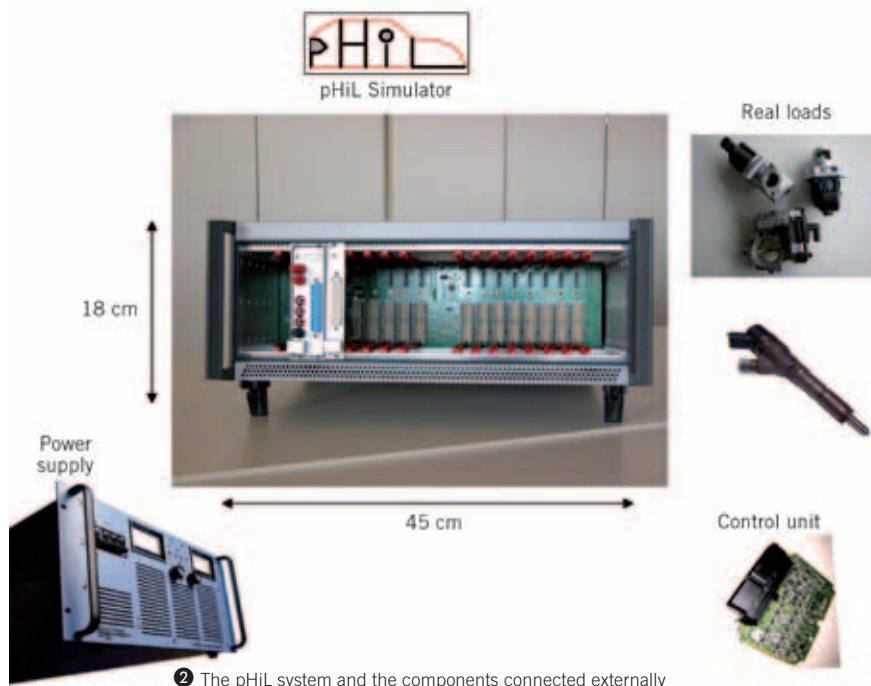 pHiL
pHiL Simulator
Real loads
18 cm
Power
supply
45 cm
Control unit
2 The pHiL system and the components connected externally